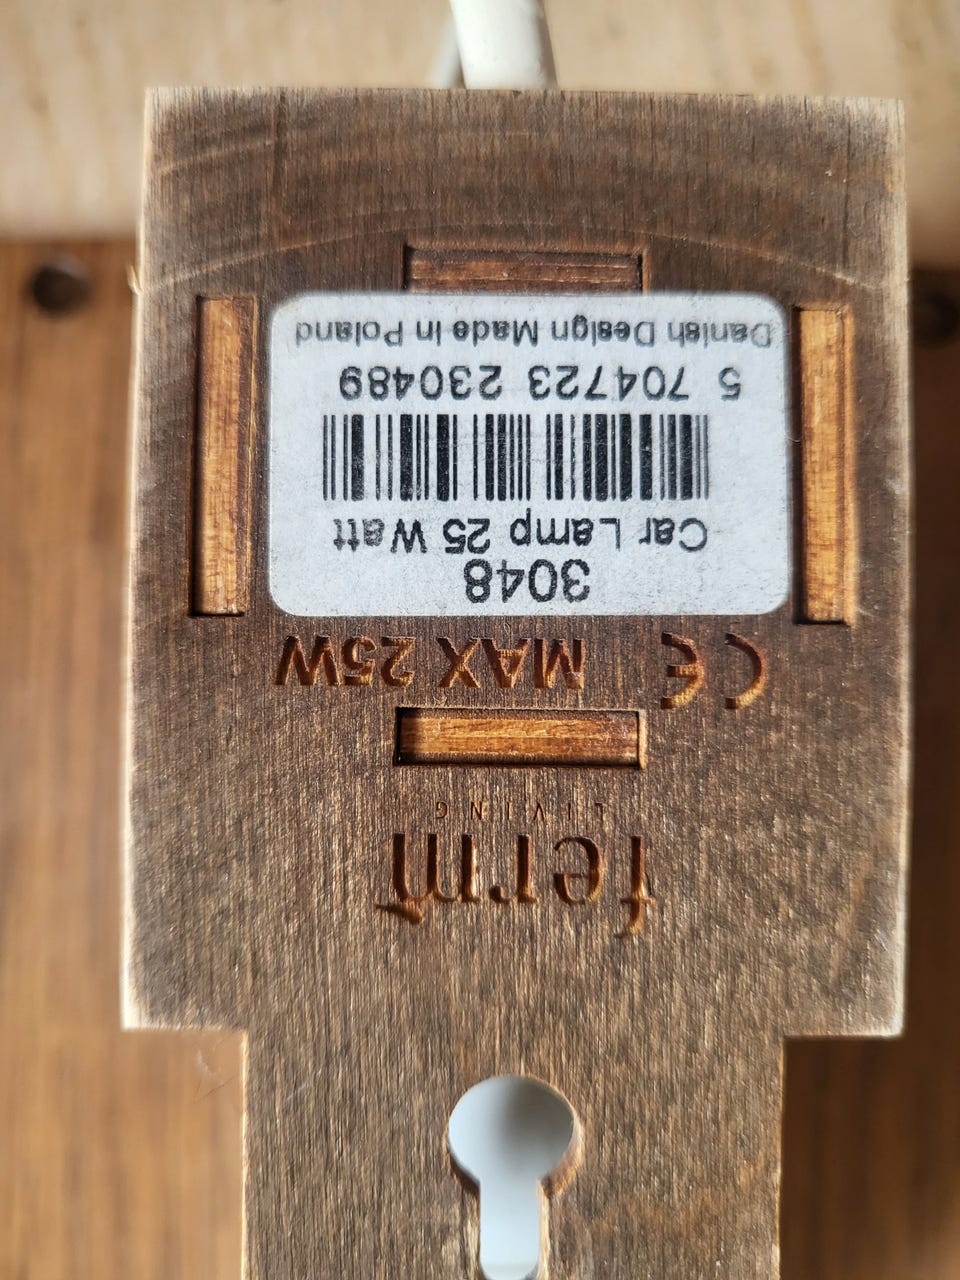 ferm
LIVING
CE MAX 25W
3048
Car Lamp 25 Watt
5 704723 230489
Danish Design Made in Poland